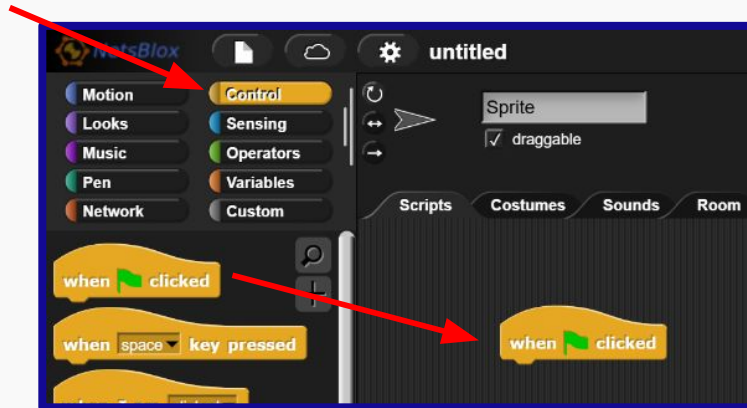 NetsBlox
untitled
Motion
Control
Looks
Sensing
Music
Operators
Pen
Variables
Network
Custom
Sprite
draggable
Scripts
Costumes
Sounds
Room
when clicked
when space key pressed
when clicked